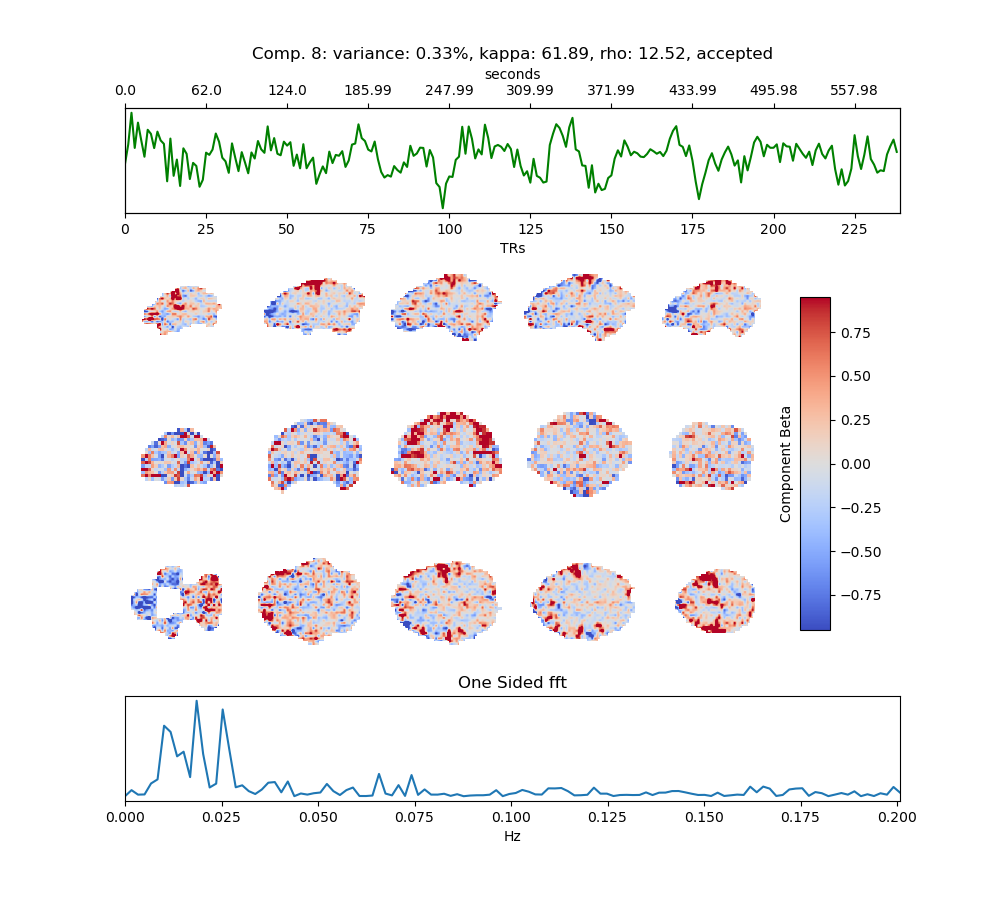 Comp. 8: variance: 0.33%, kappa: 61.89, rho: 12.52, accepted
seconds
0.0 62.0 124.0 185.99 247.99 309.99 371.99 433.99 495.98 557.98
0 25 50 75 100 125 150 175 200 225
TRs
0.75
0.50
0.25
0.00
−0.25
−0.50
−0.75
Component Beta
One Sided fft
0.000 0.025 0.050 0.075 0.100 0.125 0.150 0.175 0.200
Hz